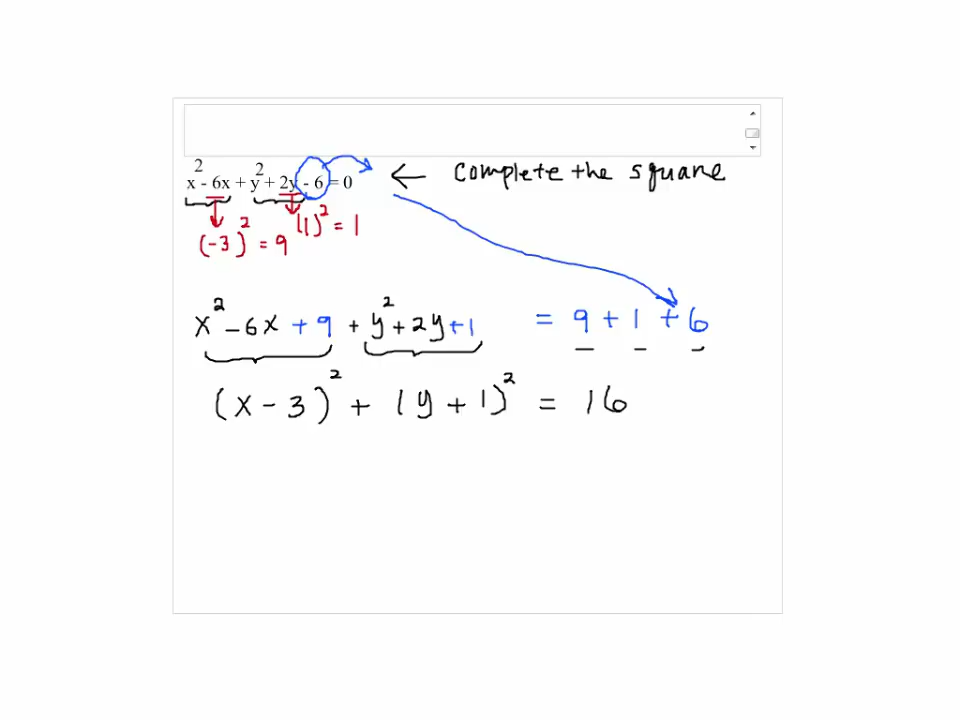 x² - 6x + y² + 2y - 6 = 0 ← complete the square
(-3)² = 9 (1)² = 1
x² - 6x + 9 + y² + 2y + 1 = 9 + 1 + 6
(x - 3)² + (y + 1)² = 16